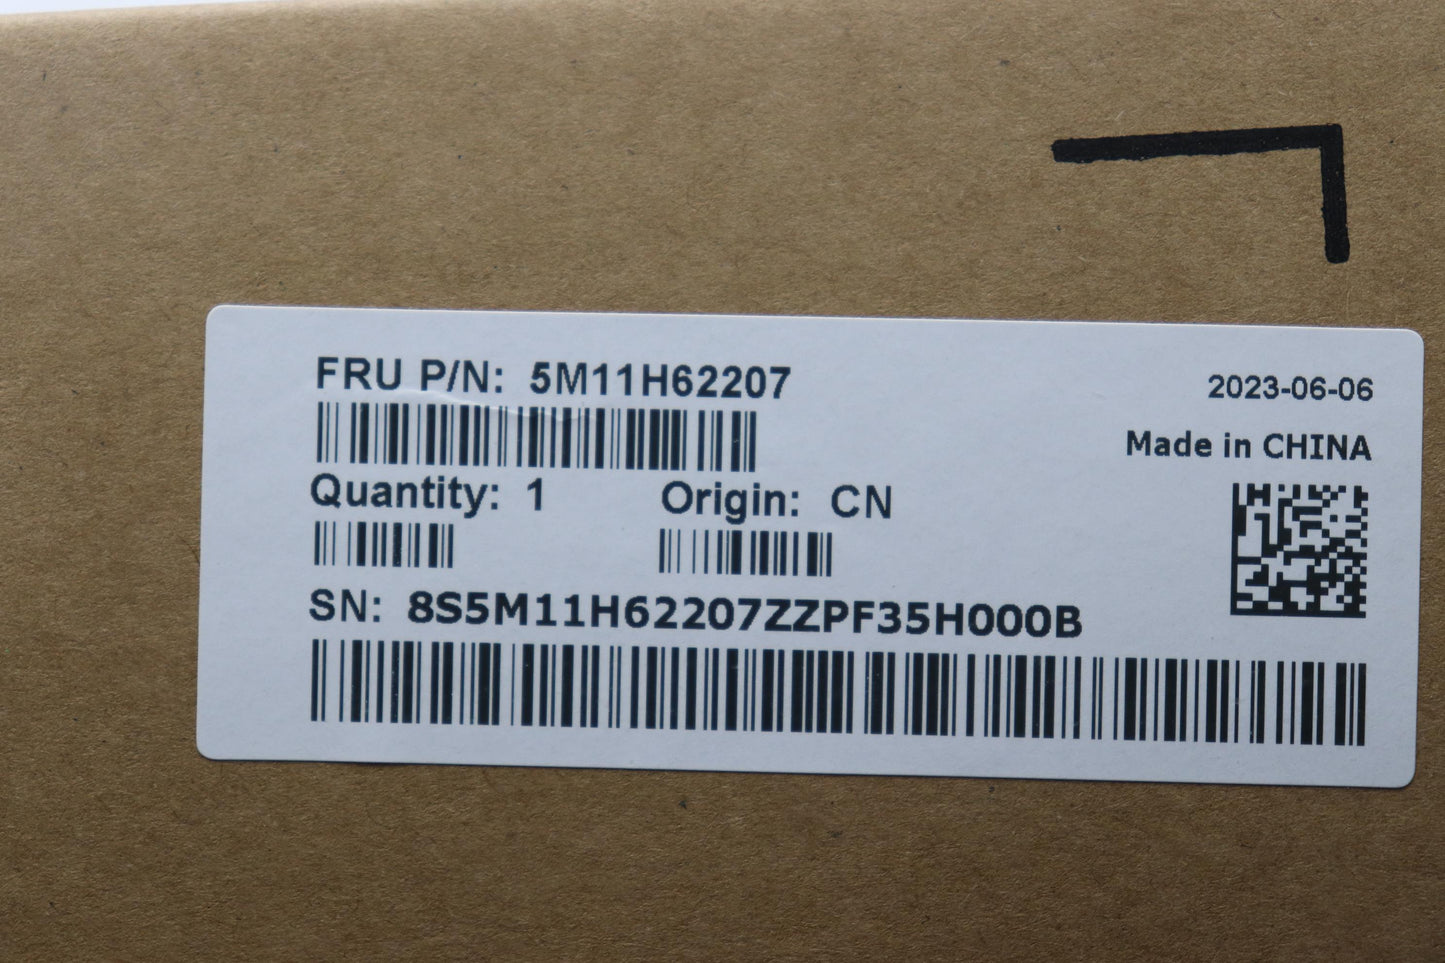 FRU P/N: 5M11H62207
2023-06-06
Made in CHINA
Quantity: 1
Origin: CN
SN: 8S5M11H62207ZZPF35H000B